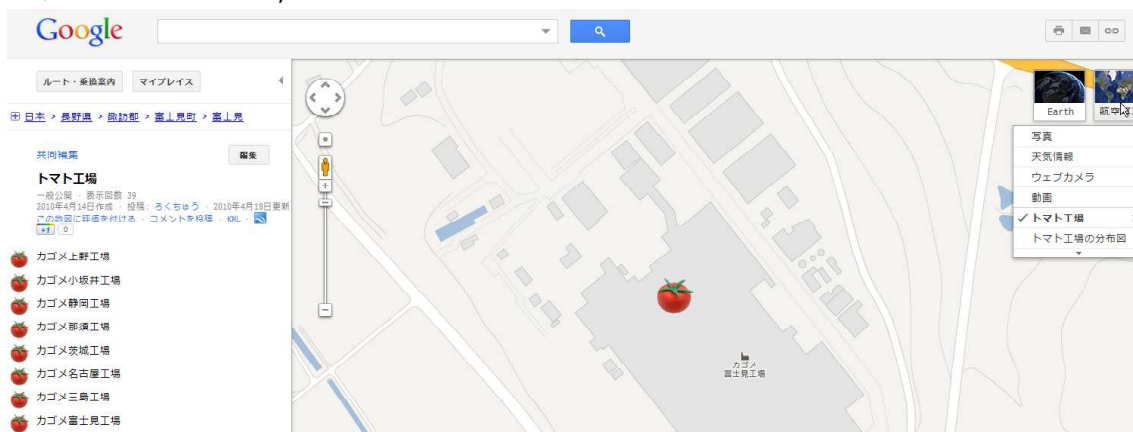 Google
ルート・乗換案内 マイプレイス
日本 > 長野県 > 諏訪郡 > 富士見町 > 富士見
共同編集 編集
トマト工場
一般公開 · 表示回数 39
2010年4月14日作成 · 投稿: ろくちゅう · 2010年4月18日更新
この地図に評価を付ける · コメントを投稿 · KML ·
+1 0
カゴメ上野工場
カゴメ小坂井工場
カゴメ静岡工場
カゴメ那須工場
カゴメ茨城工場
カゴメ名古屋工場
カゴメ三島工場
カゴメ富士見工場
カゴメ
富士見工場
Earth
写真
天気情報
ウェブカメラ
動画
✓ トマト工場
トマト工場の分布図